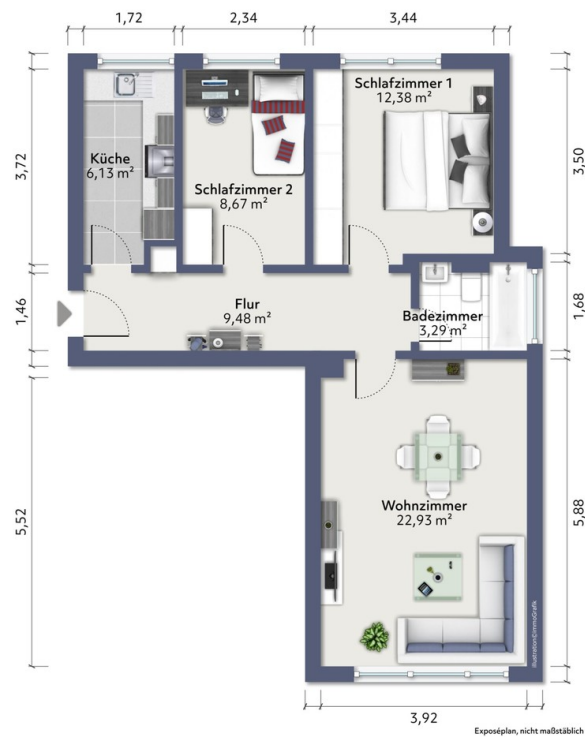 1,72
2,34
3,44
3,72
3,50
Schlafzimmer 1
12,38 m²
Küche
6,13 m²
Schlafzimmer 2
8,67 m²
1,46
Flur
9,48 m²
Badezimmer
3,29 m²
1,68
5,52
5,88
Wohnzimmer
22,93 m²
Illustration©ImmoGrafik
3,92
Exposéplan, nicht maßstäblich